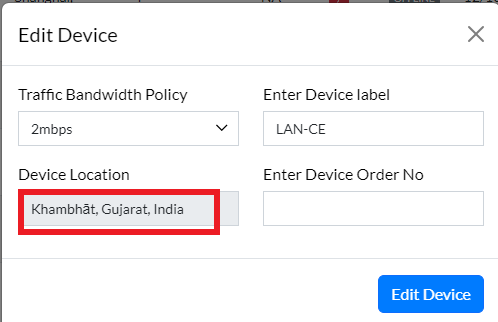 Edit Device
Traffic Bandwidth Policy
Enter Device label
2mbps
LAN-CE
Device Location
Enter Device Order No
Khambhāt, Gujarat, India
Edit Device